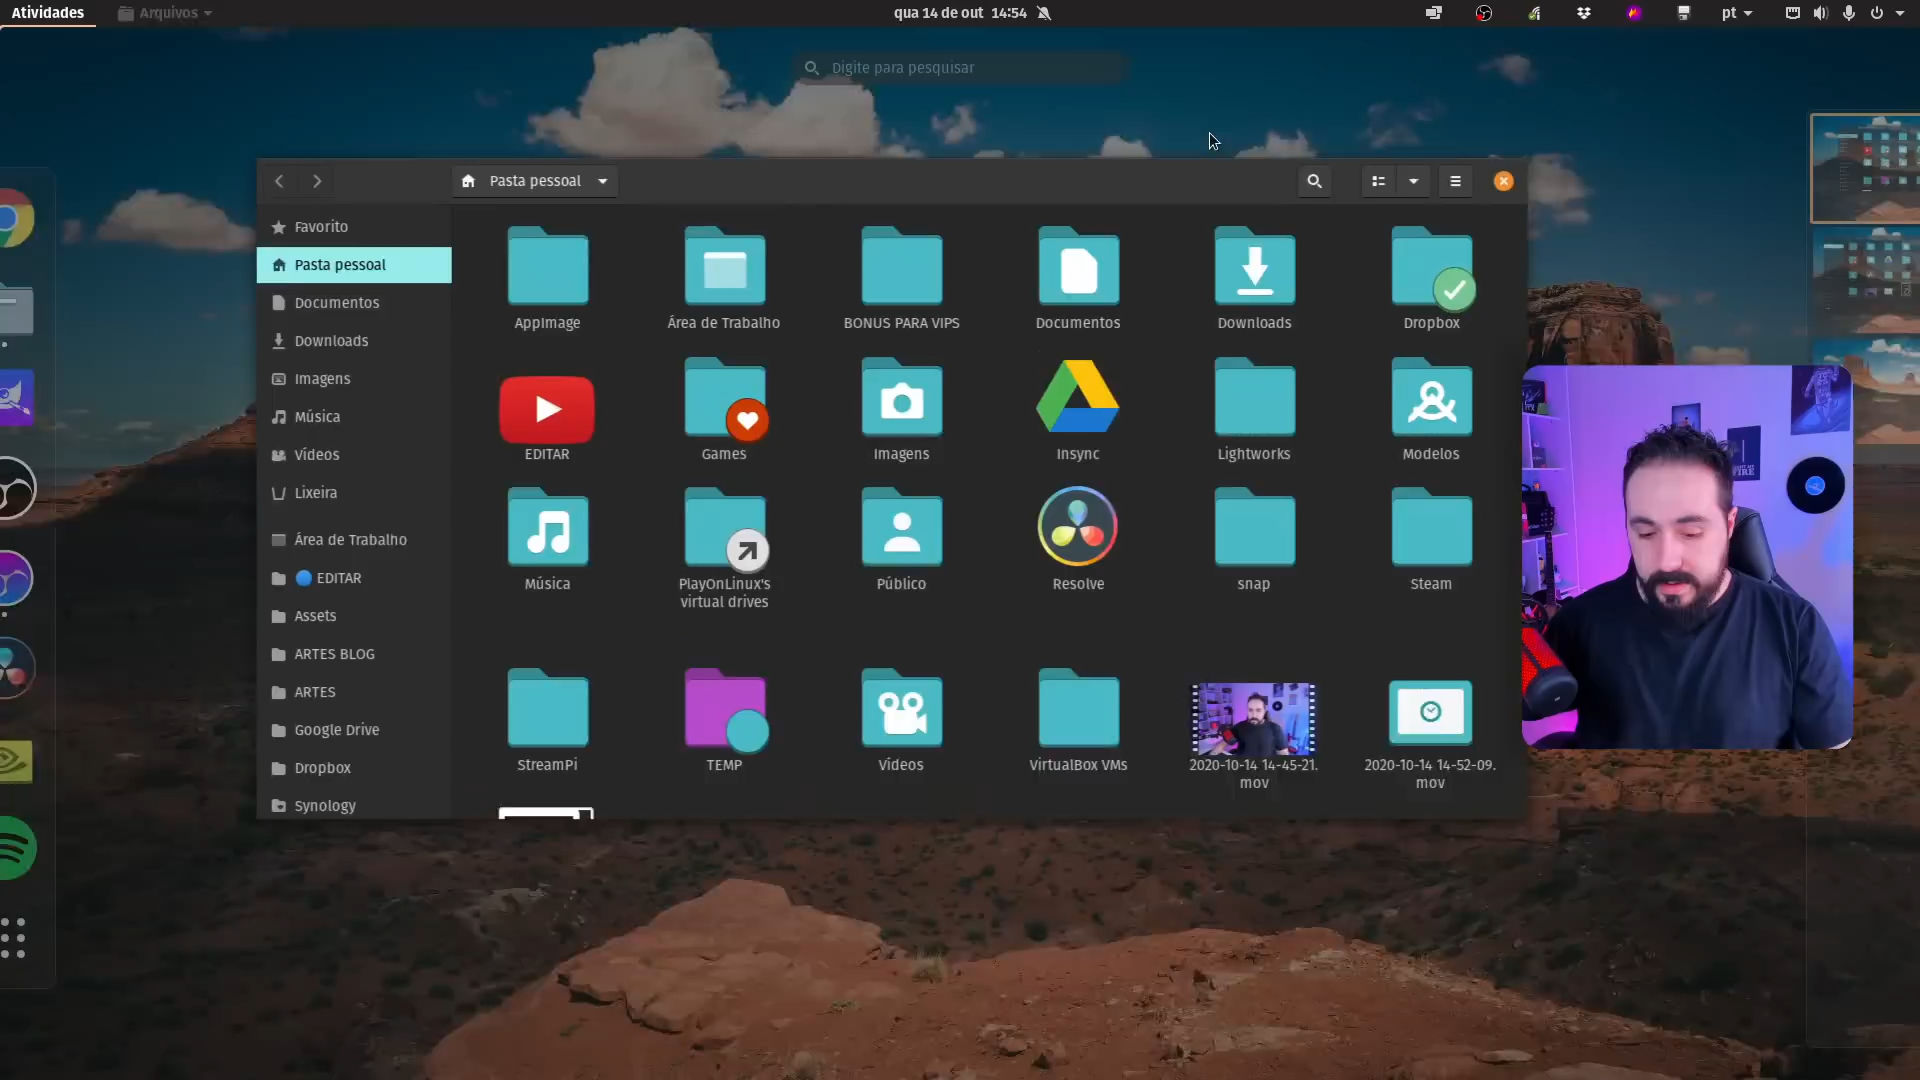 Atividades
Arquivos
qua 14 de out 14:54
pt
Digite para pesquisar
Pasta pessoal
Favorito
Pasta pessoal
Documentos
Downloads
Imagens
Música
Vídeos
Lixeira
Área de Trabalho
EDITAR
Assets
ARTES BLOG
ARTES
Google Drive
Dropbox
Synology
AppImage
Área de Trabalho
BONUS PARA VIPS
Documentos
Downloads
Dropbox
EDITAR
Games
Imagens
Insync
Lightworks
Modelos
Música
PlayOnLinux's
virtual drives
Público
Resolve
snap
Steam
StreamPi
TEMP
Vídeos
VirtualBox VMs
2020-10-14 14-45-21.
mov
2020-10-14 14-52-09.
mov
FIRE